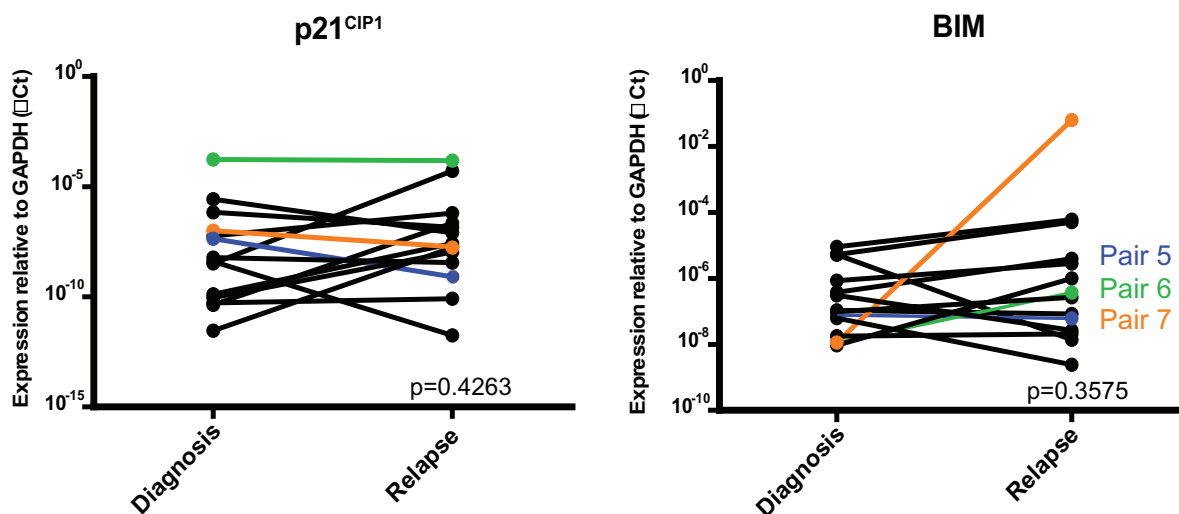 p21^CIP1
Expression relative to GAPDH (□Ct)
10^0
10^-5
10^-10
10^-15
p=0.4263
Diagnosis
Relapse
BIM
Expression relative to GAPDH (□Ct)
10^0
10^-2
10^-4
10^-6
10^-8
10^-10
Pair 5
Pair 6
Pair 7
p=0.3575
Diagnosis
Relapse